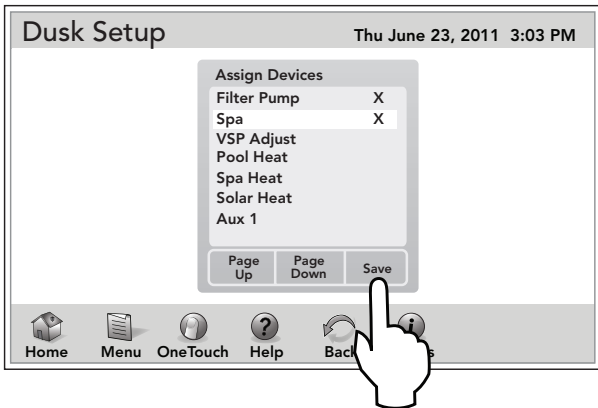 Dusk Setup
Thu June 23, 2011 3:03 PM
Assign Devices
Filter Pump X
Spa X
VSP Adjust
Pool Heat
Spa Heat
Solar Heat
Aux 1
Page Up
Page Down
Save
Home Menu OneTouch Help